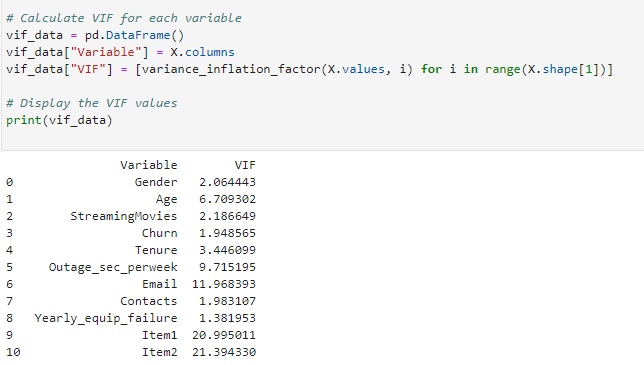 # Calculate VIF for each variable
vif_data = pd.DataFrame()
vif_data["Variable"] = X.columns
vif_data["VIF"] = [variance_inflation_factor(X.values, i) for i in range(X.shape[1])]
# Display the VIF values
print(vif_data)
Variable VIF
0 Gender 2.064443
1 Age 6.709302
2 StreamingMovies 2.186649
3 Churn 1.948565
4 Tenure 3.446099
5 Outage_sec_perweek 9.715195
6 Email 11.968393
7 Contacts 1.983107
8 Yearly_equip_failure 1.381953
9 Item1 20.995011
10 Item2 21.394330